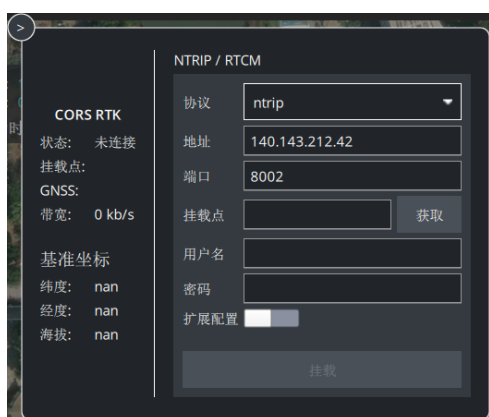 >
时
CORS RTK
状态: 未连接
挂载点:
GNSS:
带宽: 0 kb/s
基准坐标
纬度: nan
经度: nan
海拔: nan
NTRIP / RTCM
协议 ntrip
地址 140.143.212.42
端口 8002
挂载点 获取
用户名
密码
扩展配置
挂载